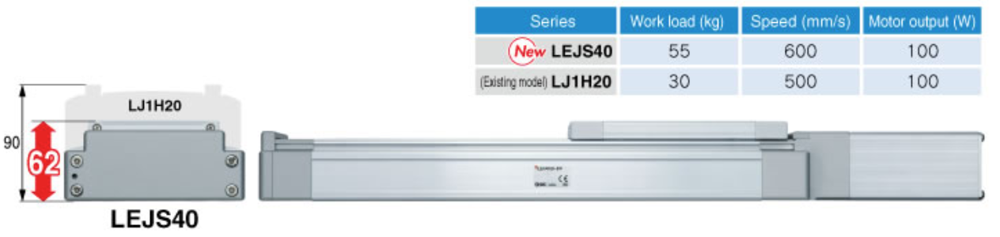 Series Work load (kg) Speed (mm/s) Motor output (W)
New LEJS40 55 600 100
(Existing model) LJ1H20 30 500 100
LJ1H20
90
62
CE
LEJS40